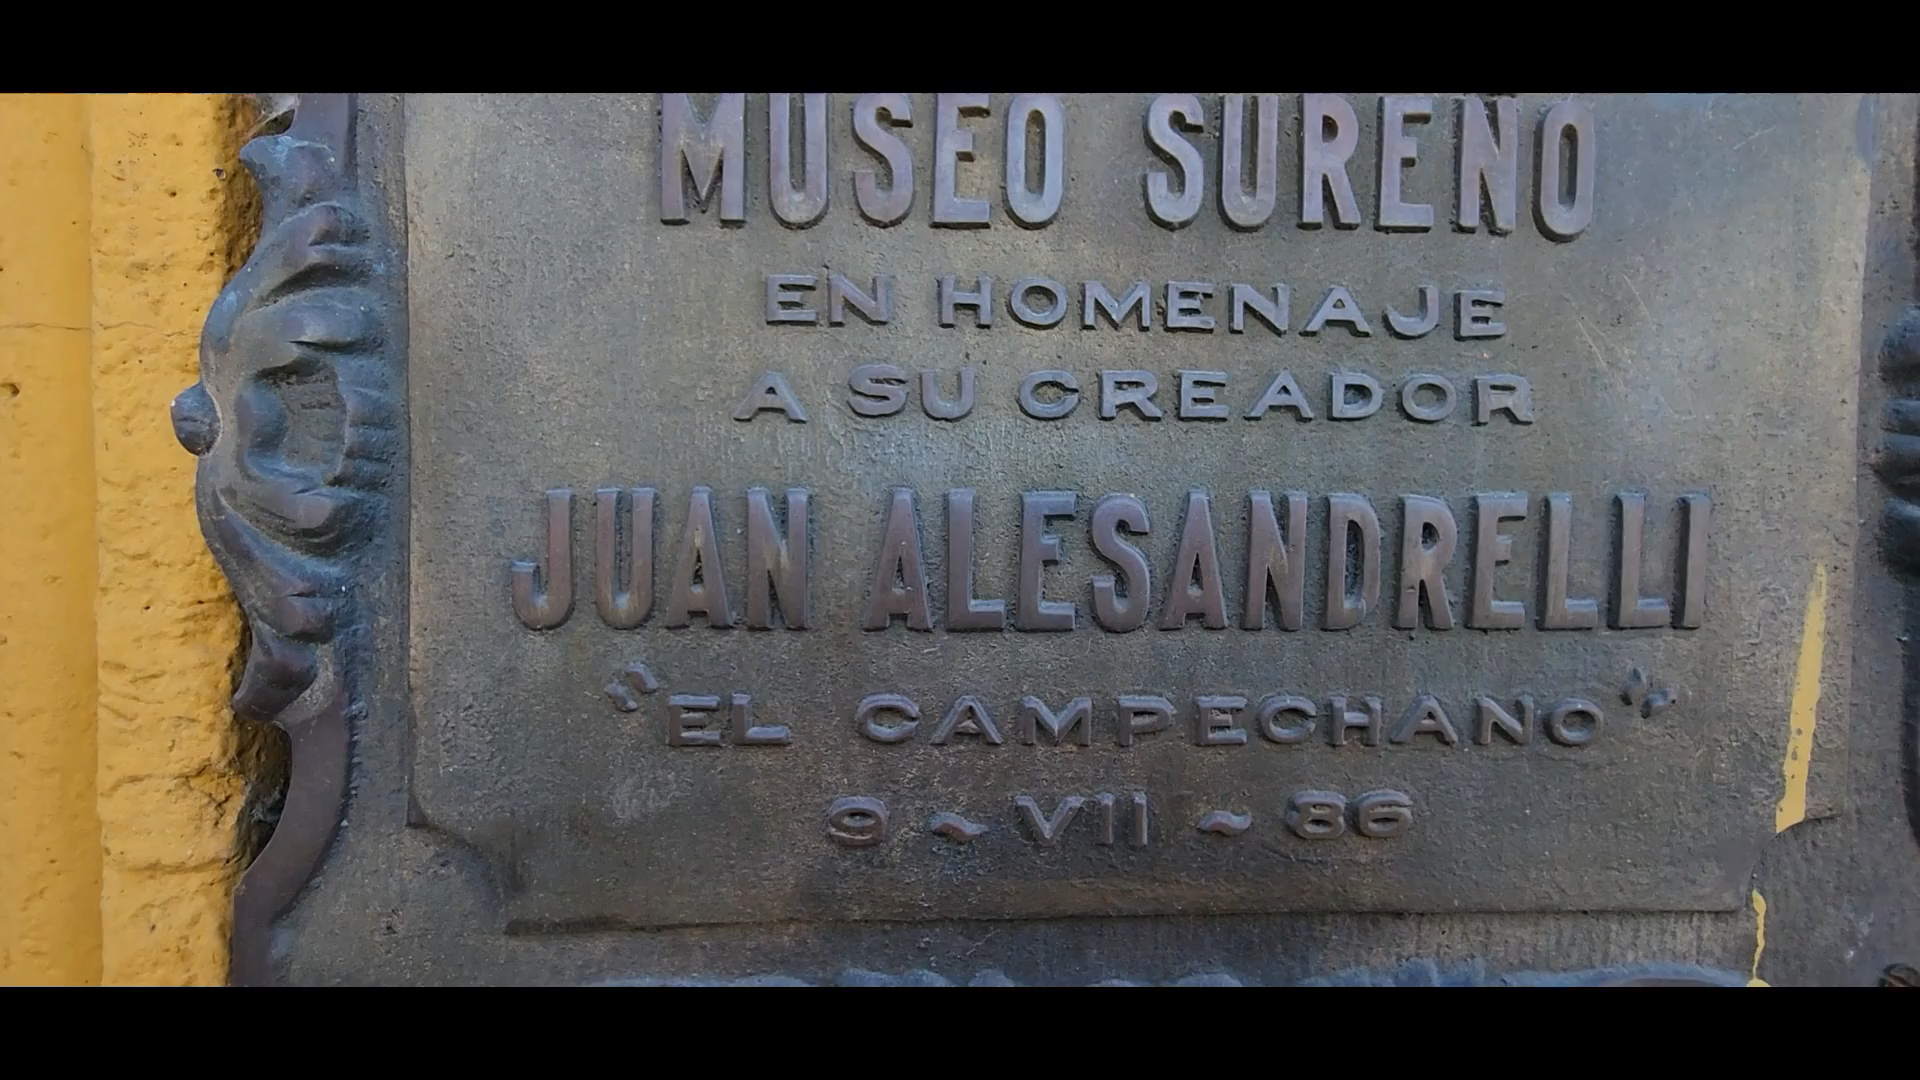 MUSEO SUREÑO
EN HOMENAJE
A SU CREADOR
JUAN ALESANDRELLI
"EL CAMPECHANO"
9 ~ VII ~ 86